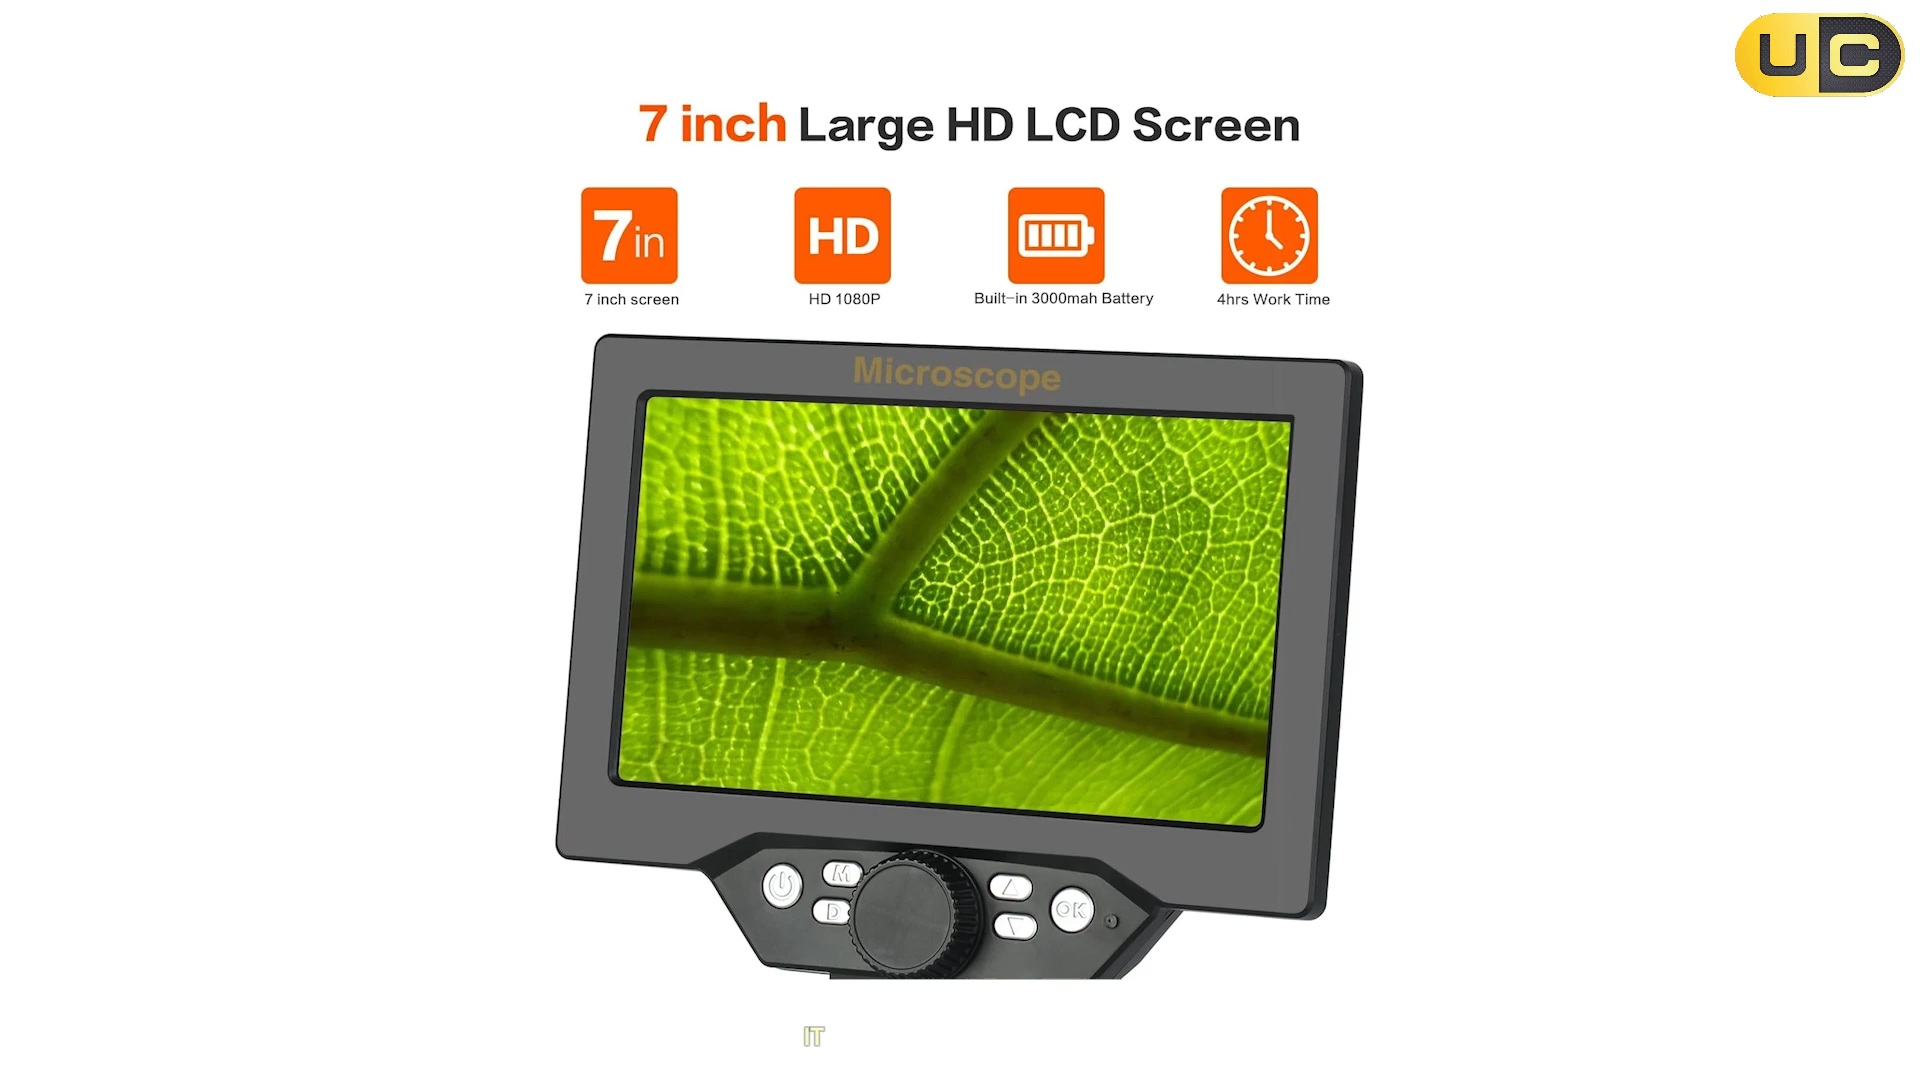 UC
7 inch Large HD LCD Screen
7in
HD
7 inch screen
HD 1080P
Built-in 3000mah Battery
4hrs Work Time
Microscope
M
D
OK
IT